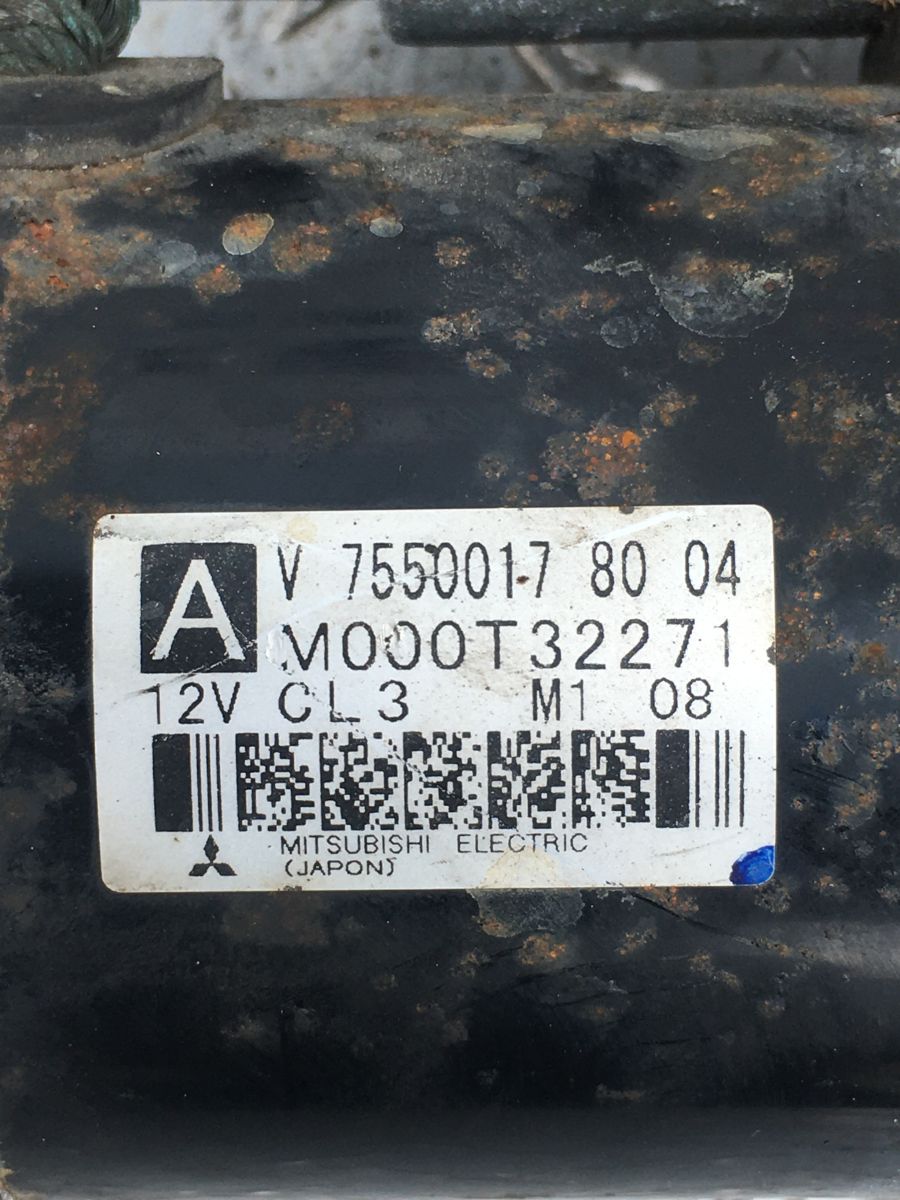 A
V 7550017 80 04
M000T32271
12V CL3 M1 08
MITSUBISHI ELECTRIC
(JAPON)